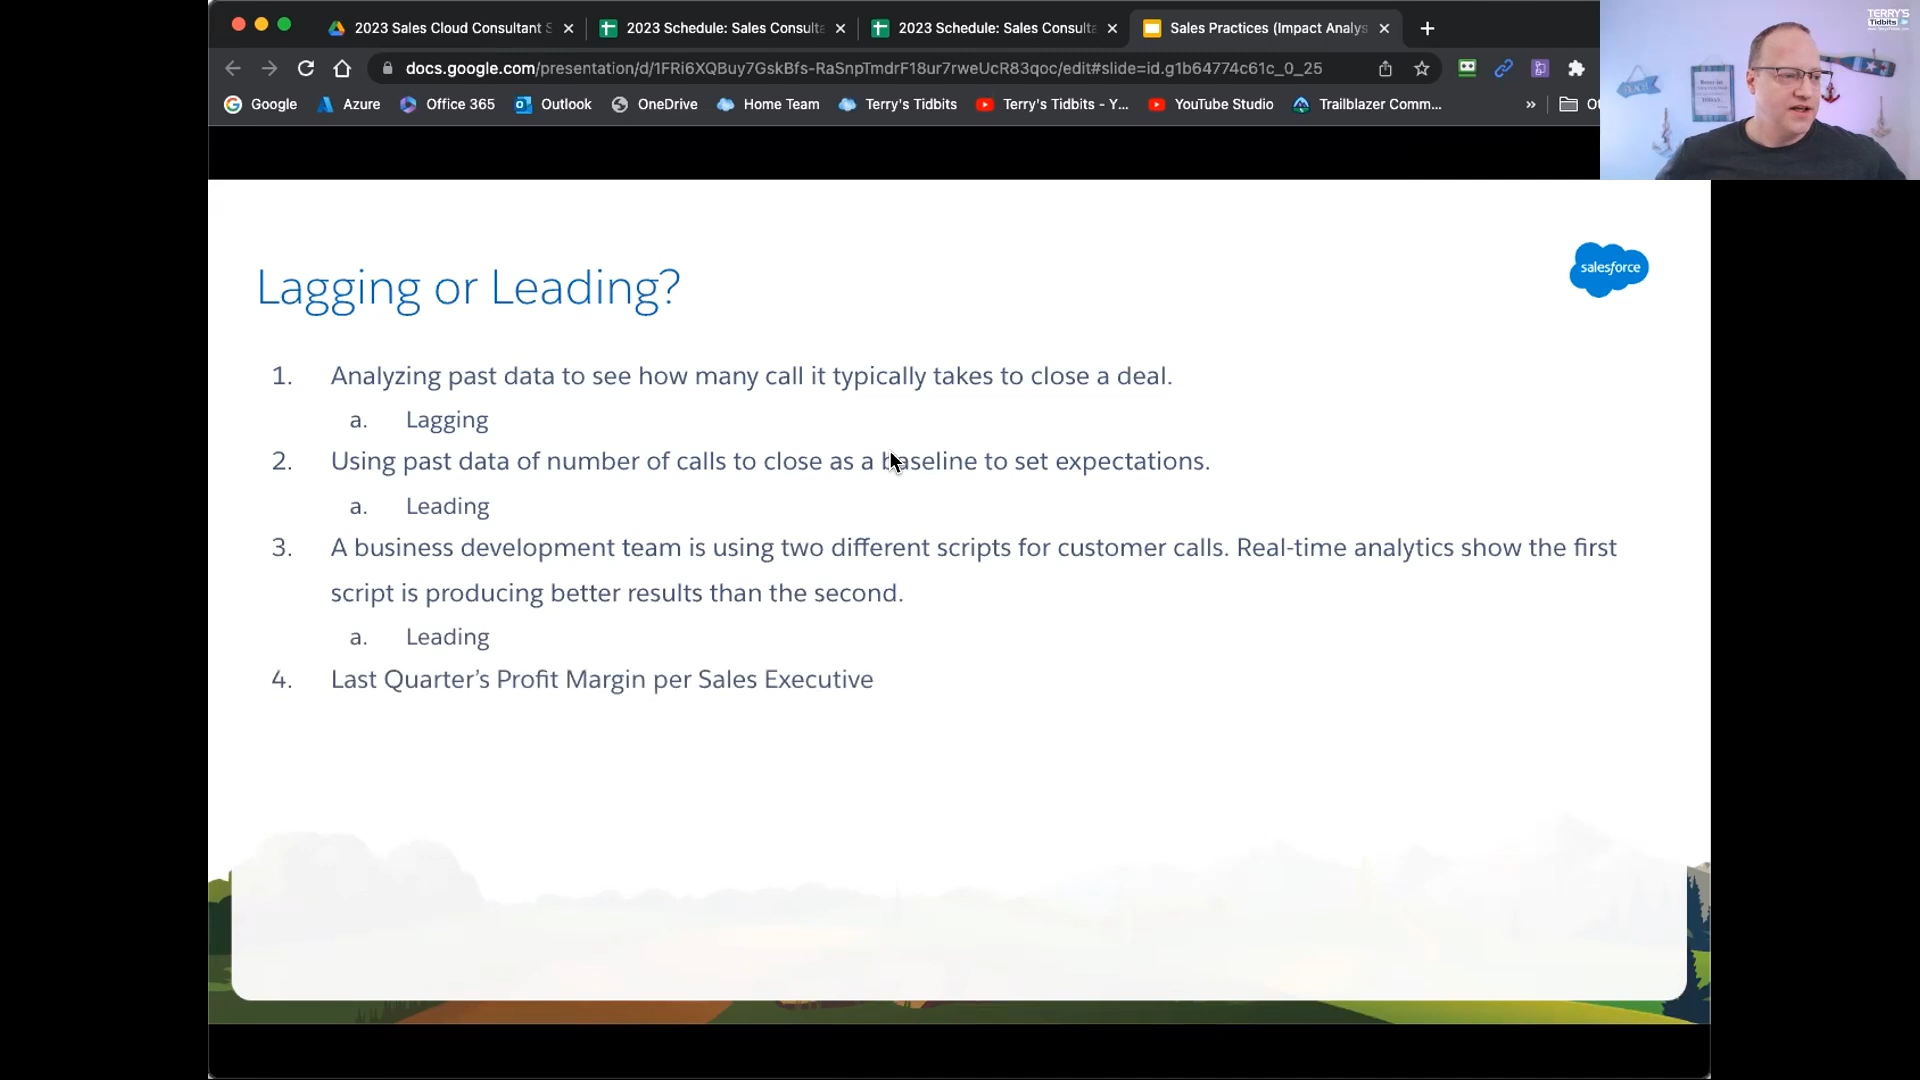 2023 Sales Cloud Consultant S
2023 Schedule: Sales Consulta
2023 Schedule: Sales Consulta
Sales Practices (Impact Analys
TERRY'S
Tidbits
docs.google.com/presentation/d/1FRi6XQBuy7GskBfs-RaSnpTmdrF18ur7rweUcR83qoc/edit#slide=id.g1b64774c61c_0_25
Google Azure Office 365 Outlook OneDrive Home Team Terry's Tidbits Terry's Tidbits - Y... YouTube Studio Trailblazer Comm... » Ot
BEACH
salesforce
Lagging or Leading?
1. Analyzing past data to see how many call it typically takes to close a deal.
a. Lagging
2. Using past data of number of calls to close as a baseline to set expectations.
a. Leading
3. A business development team is using two different scripts for customer calls. Real-time analytics show the first
script is producing better results than the second.
a. Leading
4. Last Quarter's Profit Margin per Sales Executive